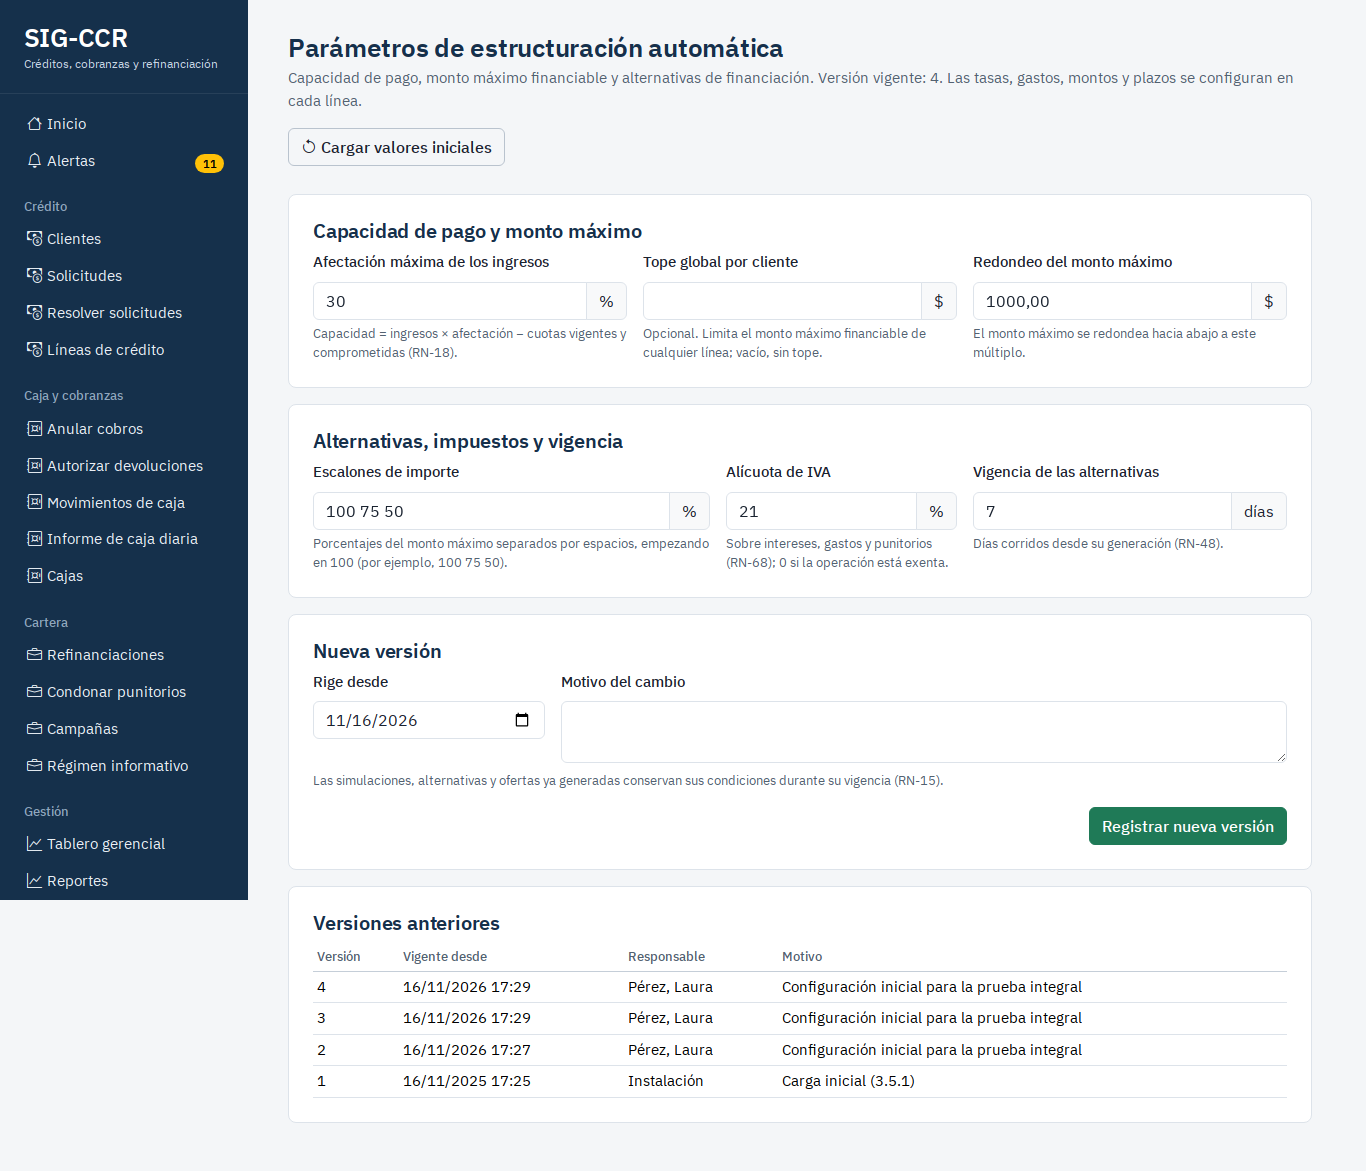 SIG-CCR
Créditos, cobranzas y refinanciación
Inicio
Alertas 11
Crédito
Clientes
Solicitudes
Resolver solicitudes
Líneas de crédito
Caja y cobranzas
Anular cobros
Autorizar devoluciones
Movimientos de caja
Informe de caja diaria
Cajas
Cartera
Refinanciaciones
Condonar punitorios
Campañas
Régimen informativo
Gestión
Tablero gerencial
Reportes
Parámetros de estructuración automática
Capacidad de pago, monto máximo financiable y alternativas de financiación. Versión vigente: 4. Las tasas, gastos, montos y plazos se configuran en
cada línea.
Cargar valores iniciales
Capacidad de pago y monto máximo
Afectación máxima de los ingresos Tope global por cliente Redondeo del monto máximo
30 % $ 1000,00 $
Capacidad = ingresos × afectación − cuotas vigentes y Opcional. Limita el monto máximo financiable de El monto máximo se redondea hacia abajo a este
comprometidas (RN-18). cualquier línea; vacío, sin tope. múltiplo.
Alternativas, impuestos y vigencia
Escalones de importe Alícuota de IVA Vigencia de las alternativas
100 75 50 % 21 % 7 días
Porcentajes del monto máximo separados por espacios, empezando Sobre intereses, gastos y punitorios Días corridos desde su generación (RN-48).
en 100 (por ejemplo, 100 75 50). (RN-68); 0 si la operación está exenta.
Nueva versión
Rige desde Motivo del cambio
11/16/2026
Las simulaciones, alternativas y ofertas ya generadas conservan sus condiciones durante su vigencia (RN-15).
Registrar nueva versión
Versiones anteriores
Versión Vigente desde Responsable Motivo
4 16/11/2026 17:29 Pérez, Laura Configuración inicial para la prueba integral
3 16/11/2026 17:29 Pérez, Laura Configuración inicial para la prueba integral
2 16/11/2026 17:27 Pérez, Laura Configuración inicial para la prueba integral
1 16/11/2025 17:25 Instalación Carga inicial (3.5.1)